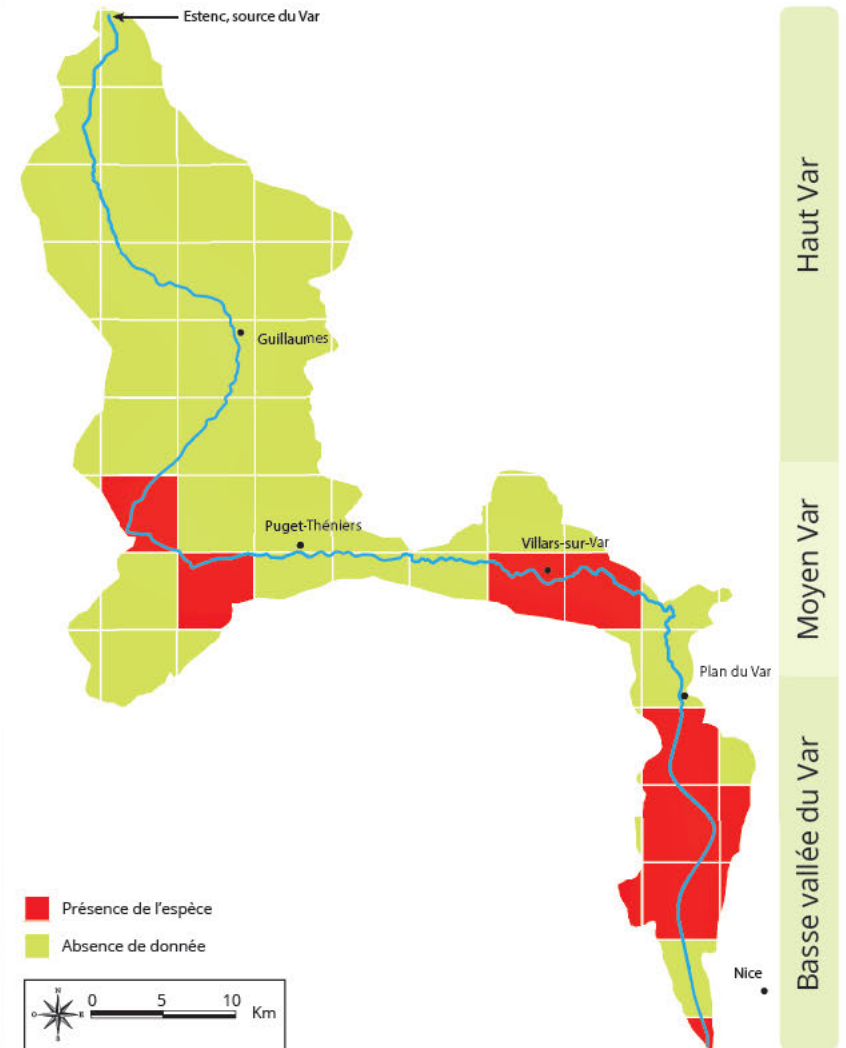 Estenc, source du Var
Haut Var
Guillaumes
Puget-Théniers
Villars-sur-Var
Moyen Var
Plan du Var
Basse vallée du Var
Présence de l'espèce
Absence de donnée
Nice
N
O E
S
0 5 10 Km